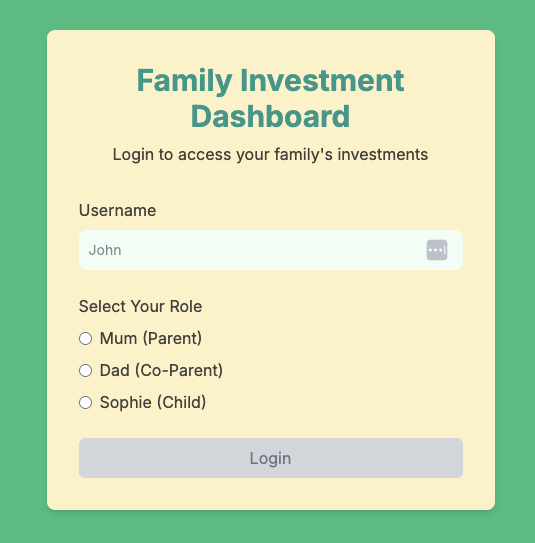 Family Investment
Dashboard
Login to access your family's investments
Username
John
Select Your Role
Mum (Parent)
Dad (Co-Parent)
Sophie (Child)
Login